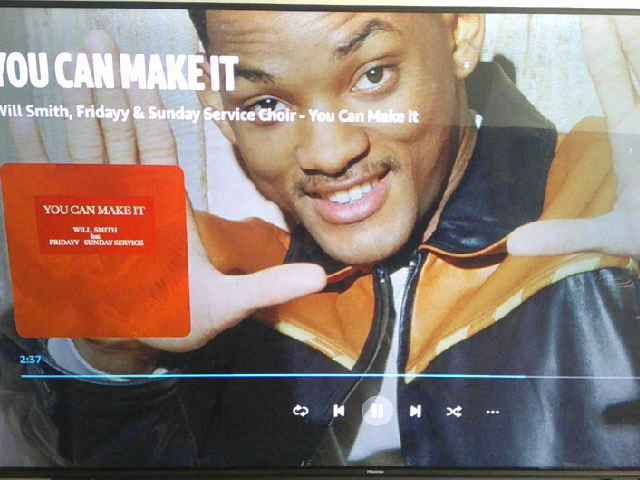 YOU CAN MAKE IT
Will Smith, Fridayy & Sunday Service Choir - You Can Make It
YOU CAN MAKE IT
WILL SMITH
feat
FRIDAYY SUNDAY SERVICE
2:37
Hisense